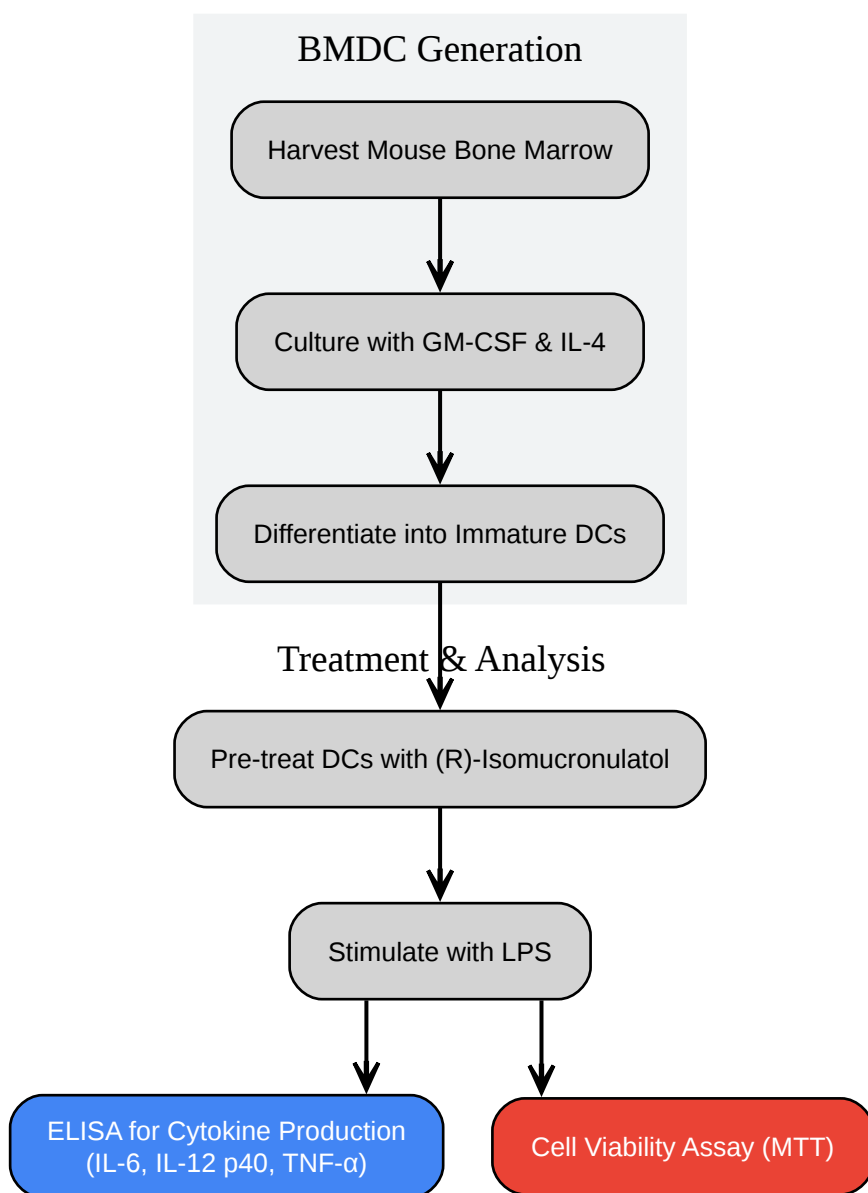 BMDC Generation
Harvest Mouse Bone Marrow
Culture with GM-CSF & IL-4
Differentiate into Immature DCs
Treatment & Analysis
Pre-treat DCs with (R)-Isomucronulatol
Stimulate with LPS
ELISA for Cytokine Production
(IL-6, IL-12 p40, TNF-α)
Cell Viability Assay (MTT)